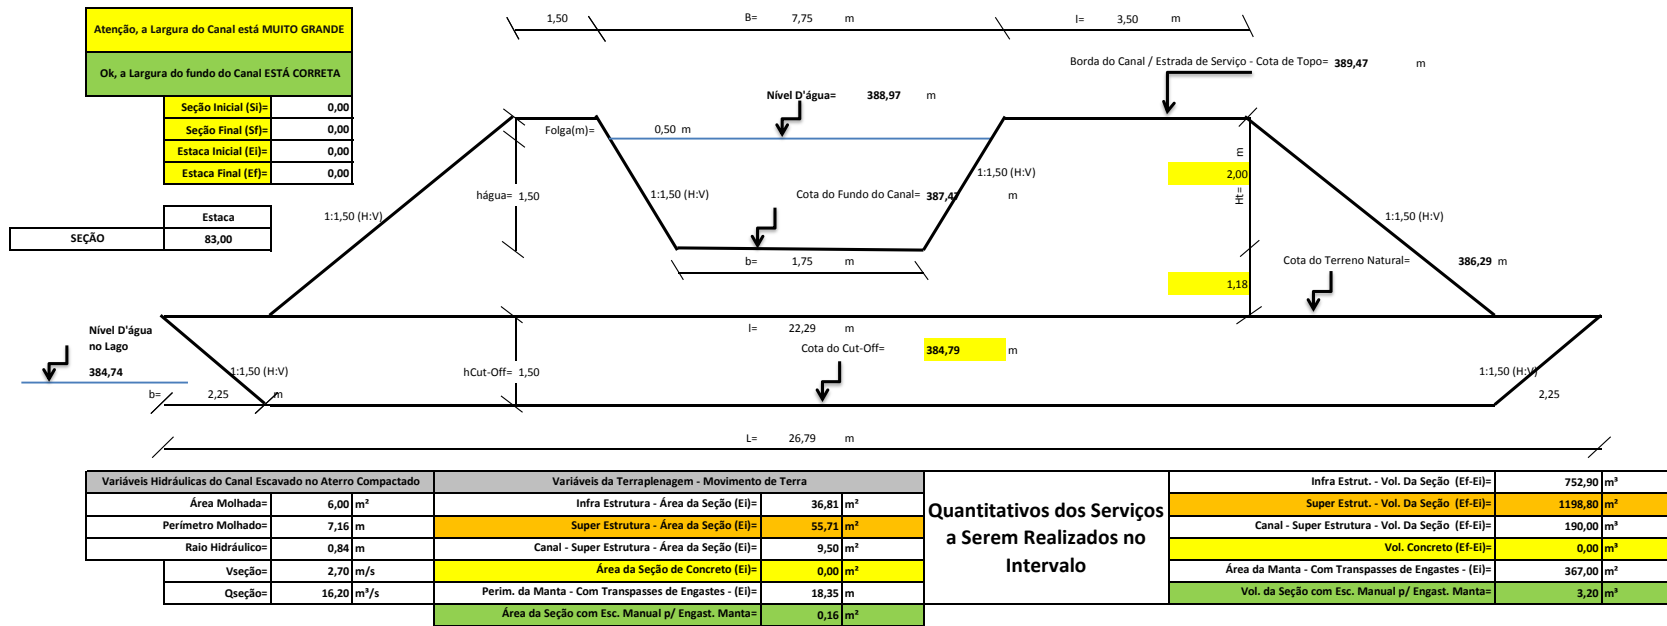 1,50
B= 7,75 m
l= 3,50 m
Atenção, a Largura do Canal está MUITO GRANDE
Ok, a Largura do fundo do Canal ESTÁ CORRETA
Borda do Canal / Estrada de Serviço - Cota de Topo= 389,47 m
Nível D'água= 388,97 m
Seção Inicial (Si)= 0,00
Seção Final (Sf)= 0,00
Estaca Inicial (Ei)= 0,00
Estaca Final (Ef)= 0,00
Folga(m)= 0,50 m
hágua= 1,50
1:1,50 (H:V)
1:1,50 (H:V)
1:1,50 (H:V)
1:1,50 (H:V)
Cota do Fundo do Canal= 387,47 m
Ht= m
2,00
1,18
Estaca
SEÇÃO 83,00
b= 1,75 m
Cota do Terreno Natural= 386,29 m
Nível D'água
no Lago
384,74
l= 22,29 m
Cota do Cut-Off= 384,79 m
hCut-Off= 1,50
1:1,50 (H:V)
1:1,50 (H:V)
b= 2,25 m
2,25
L= 26,79 m
Variáveis Hidráulicas do Canal Escavado no Aterro Compactado
Área Molhada= 6,00 m²
Perímetro Molhado= 7,16 m
Raio Hidráulico= 0,84 m
Vseção= 2,70 m/s
Qseção= 16,20 m³/s
Variáveis da Terraplenagem - Movimento de Terra
Infra Estrutura - Área da Seção (Ei)= 36,81 m²
Super Estrutura - Área da Seção (Ei)= 55,71 m²
Canal - Super Estrutura - Área da Seção (Ei)= 9,50 m²
Área da Seção de Concreto (Ei)= 0,00 m²
Perim. da Manta - Com Transpasses de Engastes - (Ei)= 18,35 m
Área da Seção com Esc. Manual p/ Engast. Manta= 0,16 m²
Quantitativos dos Serviços
a Serem Realizados no
Intervalo
Infra Estrut. - Vol. Da Seção (Ef-Ei)= 752,90 m³
Super Estrut. - Vol. Da Seção (Ef-Ei)= 1198,80 m²
Canal - Super Estrutura - Vol. Da Seção (Ef-Ei)= 190,00 m³
Vol. Concreto (Ef-Ei)= 0,00 m³
Área da Manta - Com Transpasses de Engastes - (Ei)= 367,00 m²
Vol. da Seção com Esc. Manual p/ Engast. Manta= 3,20 m³